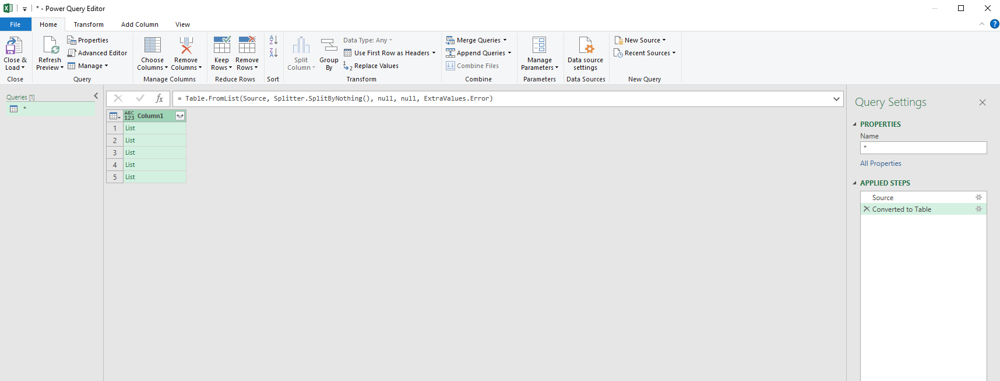 * - Power Query Editor
File Home Transform Add Column View
Close & Load
Refresh Preview
Properties
Advanced Editor
Manage
Choose Columns
Remove Columns
Keep Rows
Remove Rows
A Z
Z A
Split Column
Group By
Data Type: Any
Use First Row as Headers
1 2 Replace Values
Merge Queries
Append Queries
Combine Files
Manage Parameters
Data source settings
New Source
Recent Sources
Close Query Manage Columns Reduce Rows Sort Transform Combine Parameters Data Sources New Query
Queries [1]
*
fx = Table.FromList(Source, Splitter.SplitByNothing(), null, null, ExtraValues.Error)
ABC 123 Column1
1 List
2 List
3 List
4 List
5 List
Query Settings
PROPERTIES
Name
*
All Properties
APPLIED STEPS
Source
Converted to Table